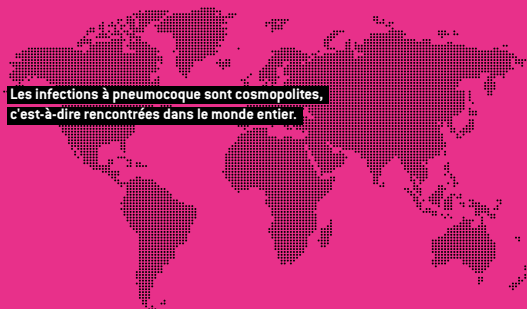 Les infections à pneumocoque sont cosmopolites,
c'est-à-dire rencontrées dans le monde entier.